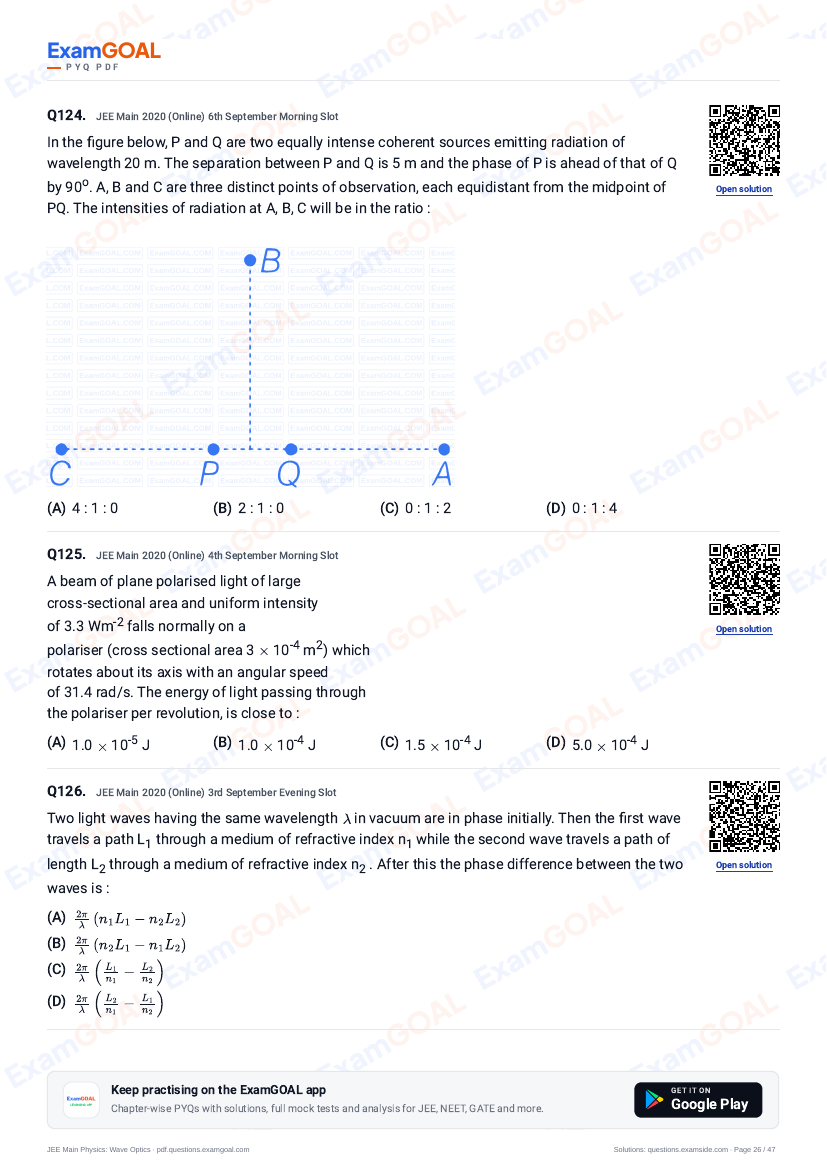 ExamGOAL
PYQ PDF
Q124. JEE Main 2020 (Online) 6th September Morning Slot
In the figure below, P and Q are two equally intense coherent sources emitting radiation of
wavelength 20 m. The separation between P and Q is 5 m and the phase of P is ahead of that of Q
by 90°. A, B and C are three distinct points of observation, each equidistant from the midpoint of
PQ. The intensities of radiation at A, B, C will be in the ratio :
Open solution
B
C P Q A
(A) 4 : 1 : 0 (B) 2 : 1 : 0 (C) 0 : 1 : 2 (D) 0 : 1 : 4
Q125. JEE Main 2020 (Online) 4th September Morning Slot
A beam of plane polarised light of large
cross-sectional area and uniform intensity
of 3.3 Wm⁻² falls normally on a
polariser (cross sectional area 3 × 10⁻⁴ m²) which
rotates about its axis with an angular speed
of 31.4 rad/s. The energy of light passing through
the polariser per revolution, is close to :
Open solution
(A) 1.0 × 10⁻⁵ J (B) 1.0 × 10⁻⁴ J (C) 1.5 × 10⁻⁴ J (D) 5.0 × 10⁻⁴ J
Q126. JEE Main 2020 (Online) 3rd September Evening Slot
Two light waves having the same wavelength λ in vacuum are in phase initially. Then the first wave
travels a path L₁ through a medium of refractive index n₁ while the second wave travels a path of
length L₂ through a medium of refractive index n₂ . After this the phase difference between the two
waves is :
Open solution
(A) 2π/λ (n₁L₁ − n₂L₂)
(B) 2π/λ (n₂L₁ − n₁L₂)
(C) 2π/λ (L₁/n₁ − L₂/n₂)
(D) 2π/λ (L₂/n₁ − L₁/n₂)
ExamGOAL
Keep practising on the ExamGOAL app
Chapter-wise PYQs with solutions, full mock tests and analysis for JEE, NEET, GATE and more.
GET IT ON
Google Play
JEE Main Physics: Wave Optics · pdf.questions.examgoal.com
Solutions: questions.examside.com · Page 26 / 47